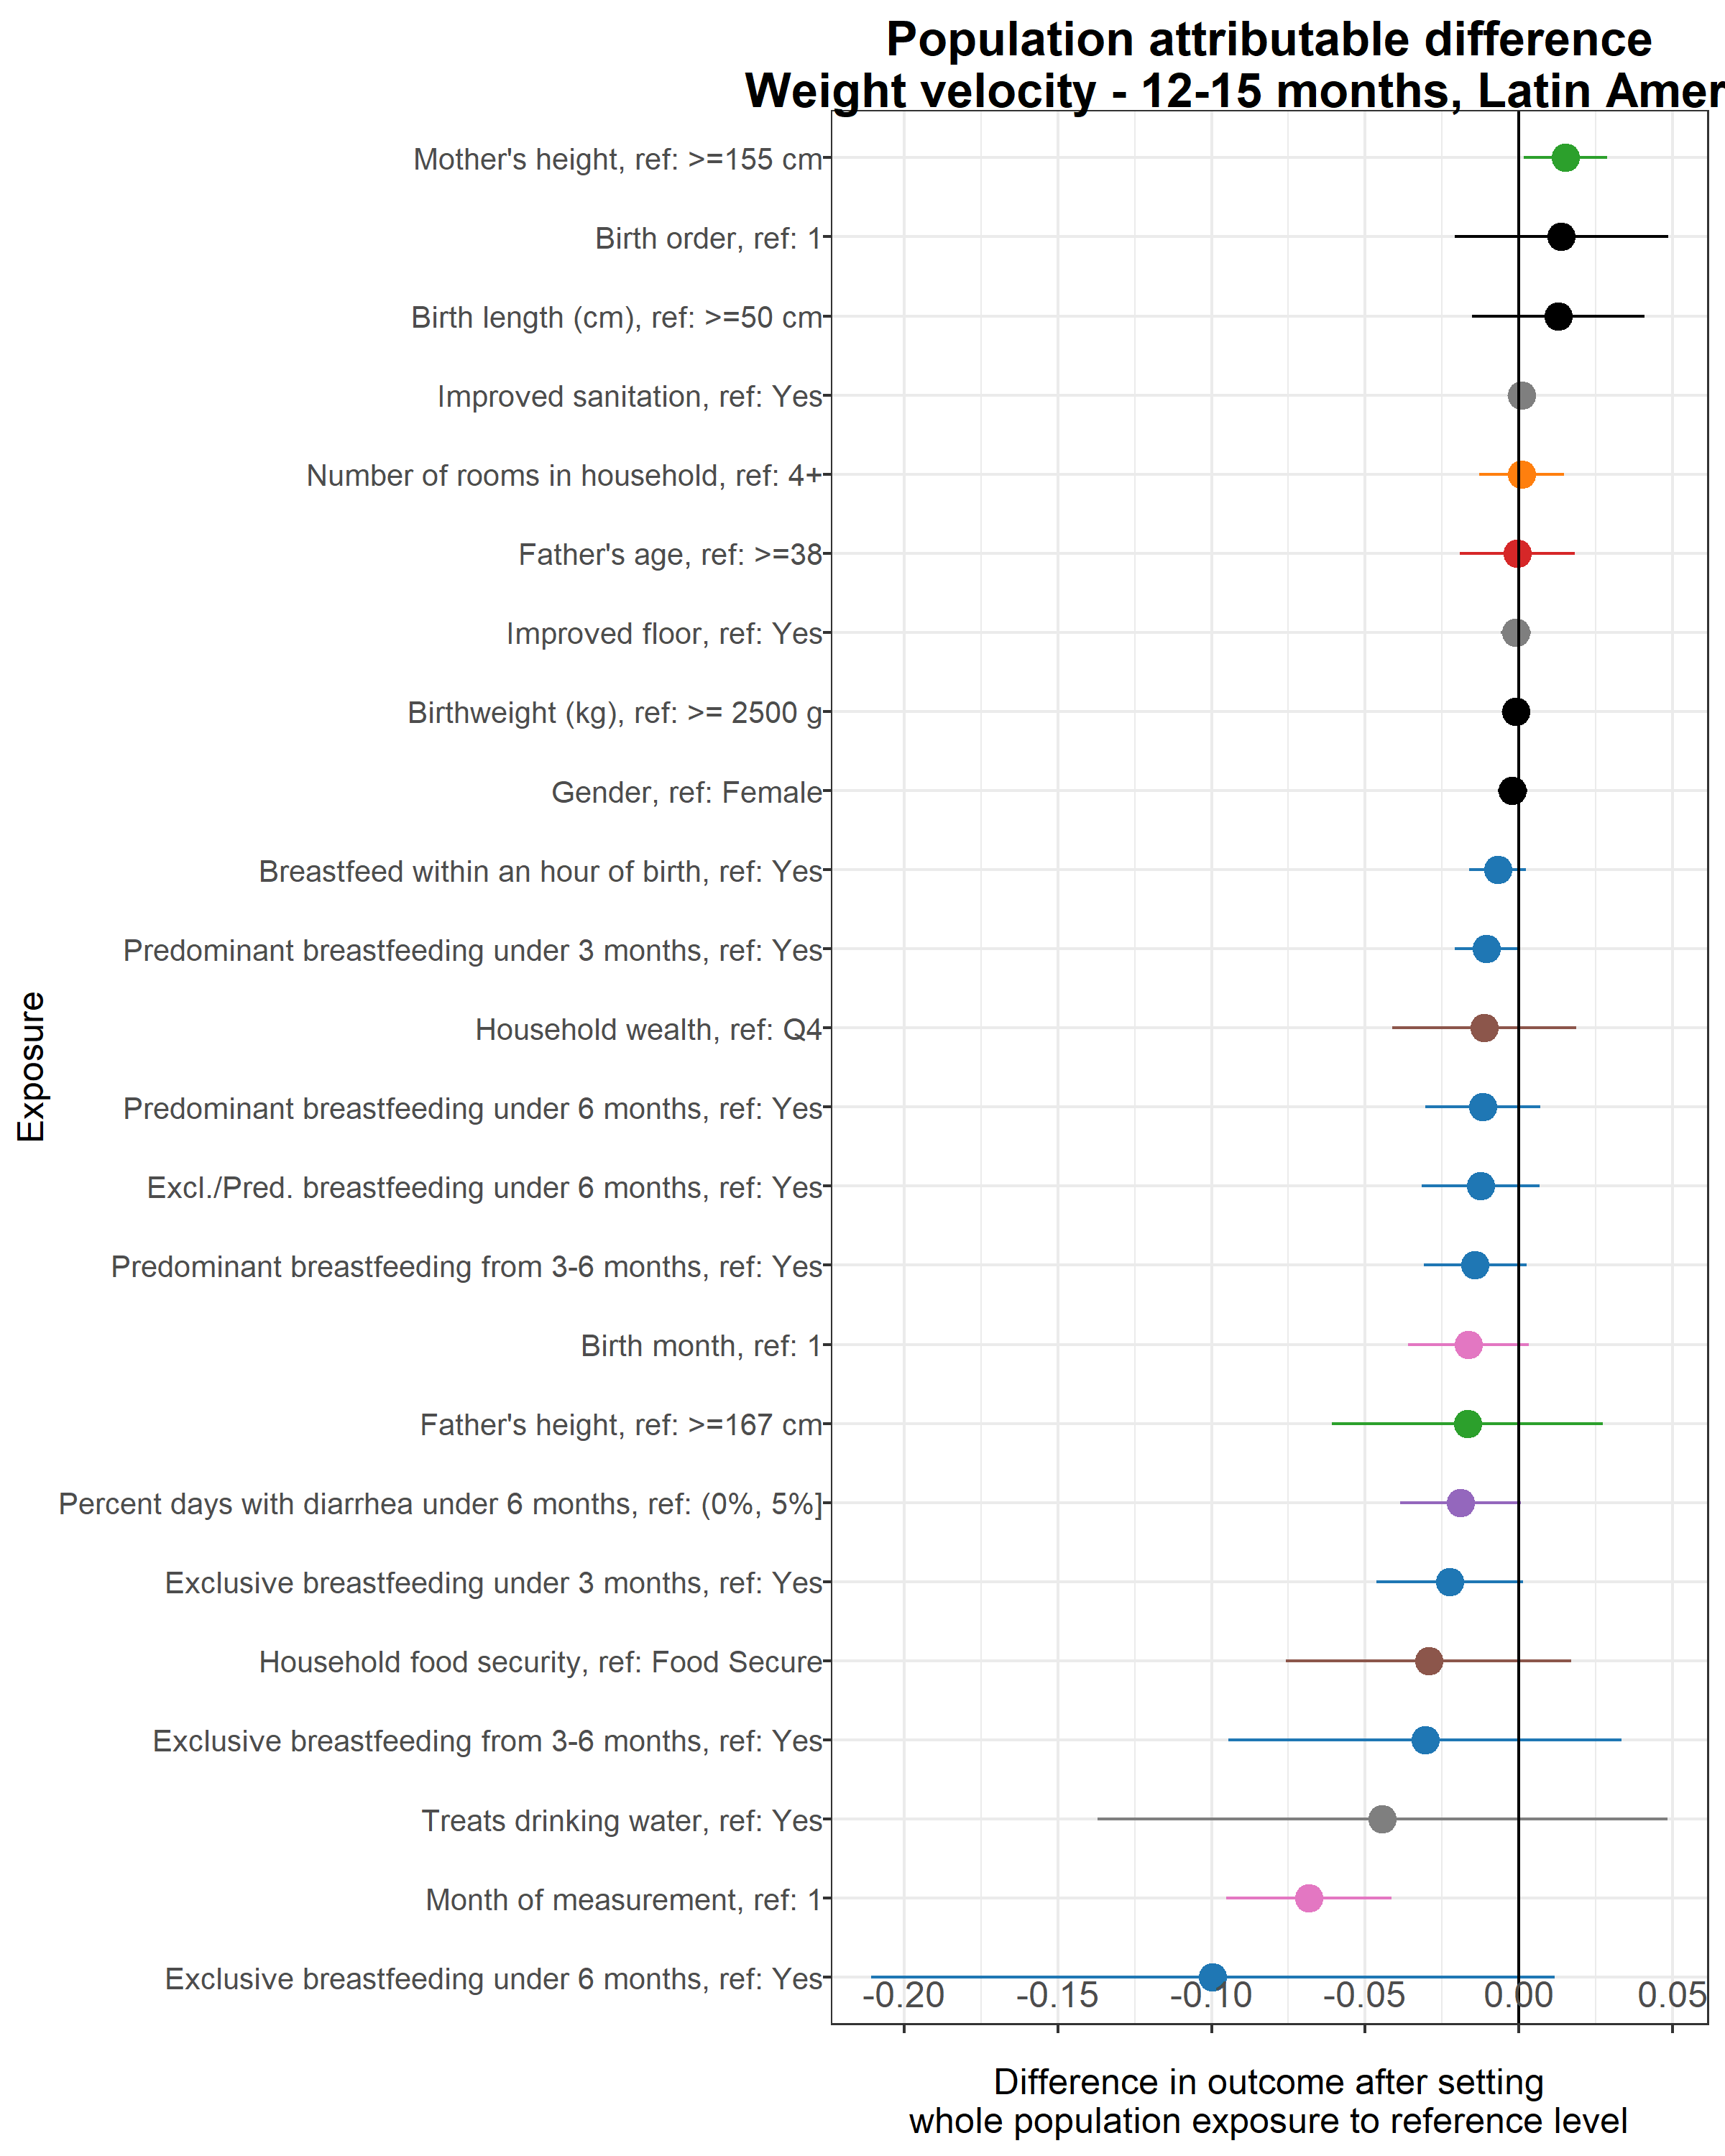 Population attributable difference
Weight velocity - 12-15 months, Latin Amer
Mother's height, ref: >=155 cm
Birth order, ref: 1
Birth length (cm), ref: >=50 cm
Improved sanitation, ref: Yes
Number of rooms in household, ref: 4+
Father's age, ref: >=38
Improved floor, ref: Yes
Birthweight (kg), ref: >= 2500 g
Gender, ref: Female
Breastfeed within an hour of birth, ref: Yes
Predominant breastfeeding under 3 months, ref: Yes
Household wealth, ref: Q4
Predominant breastfeeding under 6 months, ref: Yes
Excl./Pred. breastfeeding under 6 months, ref: Yes
Predominant breastfeeding from 3-6 months, ref: Yes
Birth month, ref: 1
Father's height, ref: >=167 cm
Percent days with diarrhea under 6 months, ref: (0%, 5%]
Exclusive breastfeeding under 3 months, ref: Yes
Household food security, ref: Food Secure
Exclusive breastfeeding from 3-6 months, ref: Yes
Treats drinking water, ref: Yes
Month of measurement, ref: 1
Exclusive breastfeeding under 6 months, ref: Yes
Exposure
-0.20 -0.15 -0.10 -0.05 0.00 0.05
Difference in outcome after setting
whole population exposure to reference level